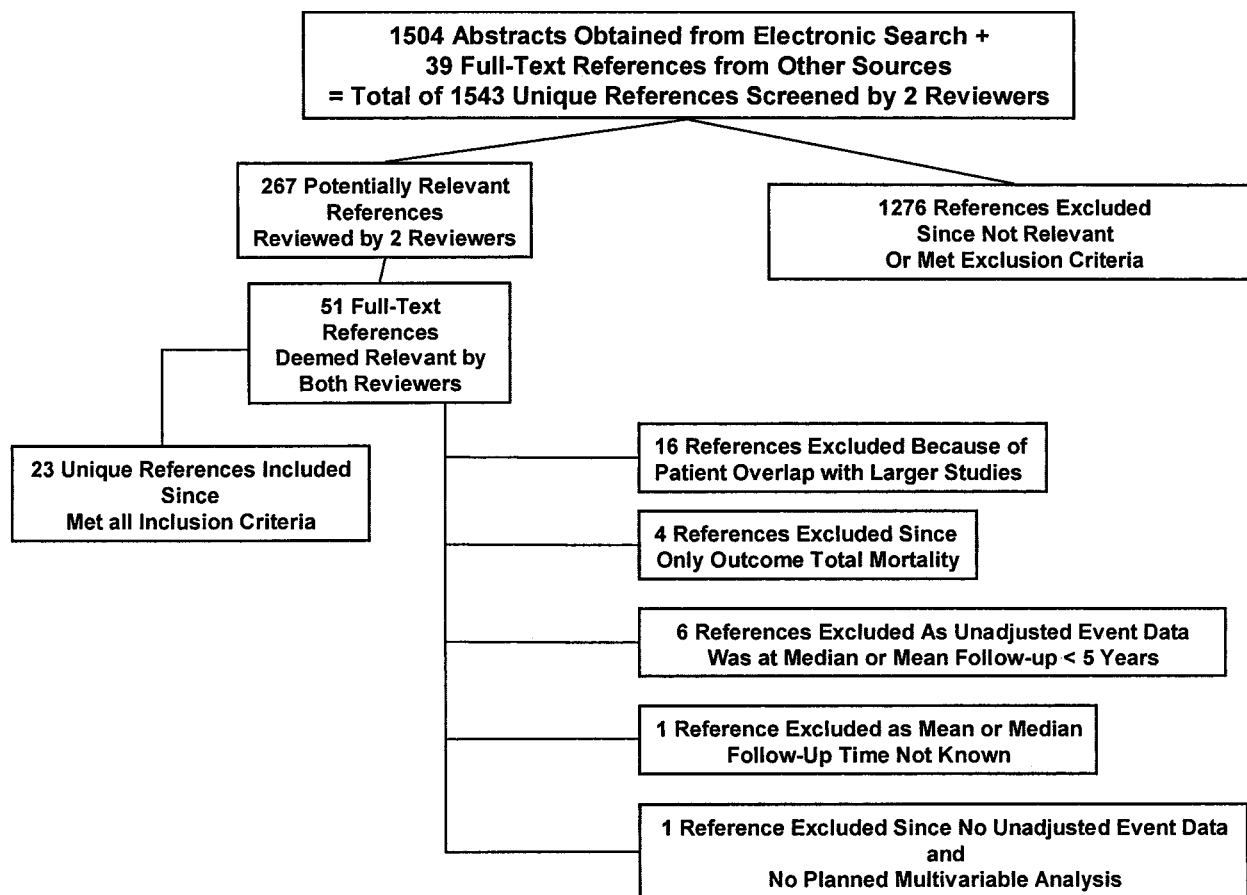 1504 Abstracts Obtained from Electronic Search +
39 Full-Text References from Other Sources
= Total of 1543 Unique References Screened by 2 Reviewers
267 Potentially Relevant
References
Reviewed by 2 Reviewers
1276 References Excluded
Since Not Relevant
Or Met Exclusion Criteria
51 Full-Text
References
Deemed Relevant by
Both Reviewers
23 Unique References Included
Since
Met all Inclusion Criteria
16 References Excluded Because of
Patient Overlap with Larger Studies
4 References Excluded Since
Only Outcome Total Mortality
6 References Excluded As Unadjusted Event Data
Was at Median or Mean Follow-up < 5 Years
1 Reference Excluded as Mean or Median
Follow-Up Time Not Known
1 Reference Excluded Since No Unadjusted Event Data
and
No Planned Multivariable Analysis